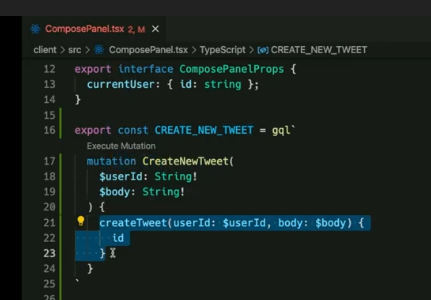 ComposePanel.tsx 2, M ×
client > src > ComposePanel.tsx > TypeScript > CREATE_NEW_TWEET
12 export interface ComposePanelProps {
13 currentUser: { id: string };
14 }
15
16 export const CREATE_NEW_TWEET = gql`
Execute Mutation
17 mutation CreateNewTweet(
18 $userId: String!
19 $body: String!
20 ) {
21 createTweet(userId: $userId, body: $body) {
22 id
23 }
24 }
25 `
26